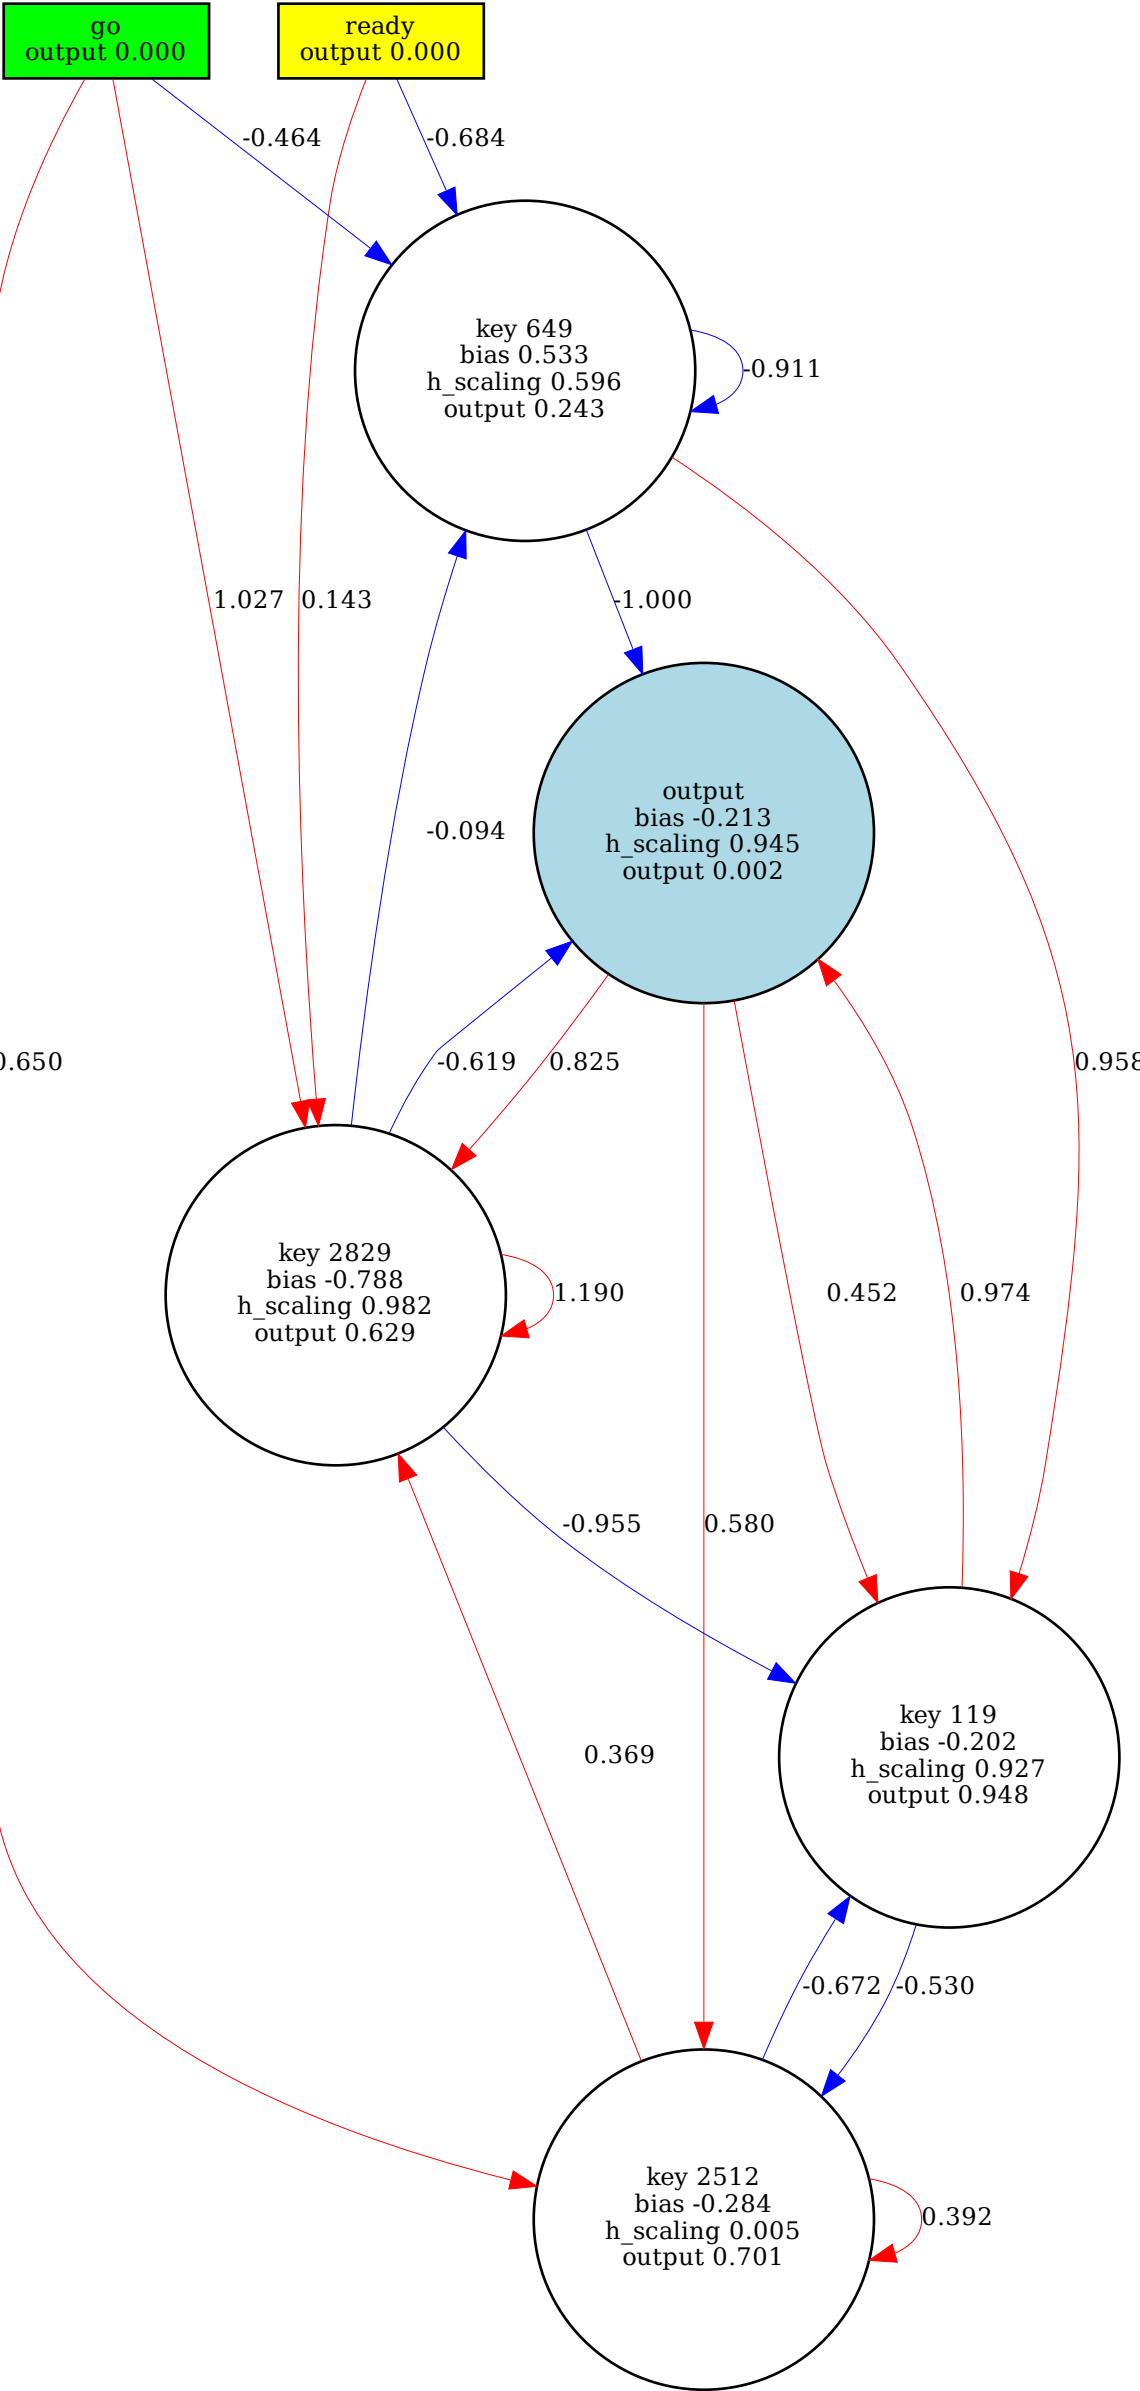 go
output 0.000
ready
output 0.000
-0.464
-0.684
key 649
bias 0.533
h_scaling 0.596
output 0.243
-0.911
1.027
0.143
-1.000
output
bias -0.213
h_scaling 0.945
output 0.002
-0.094
0.650
-0.619
0.825
0.958
key 2829
bias -0.788
h_scaling 0.982
output 0.629
1.190
0.452
0.974
-0.955
0.580
key 119
bias -0.202
h_scaling 0.927
output 0.948
0.369
-0.672
-0.530
key 2512
bias -0.284
h_scaling 0.005
output 0.701
0.392